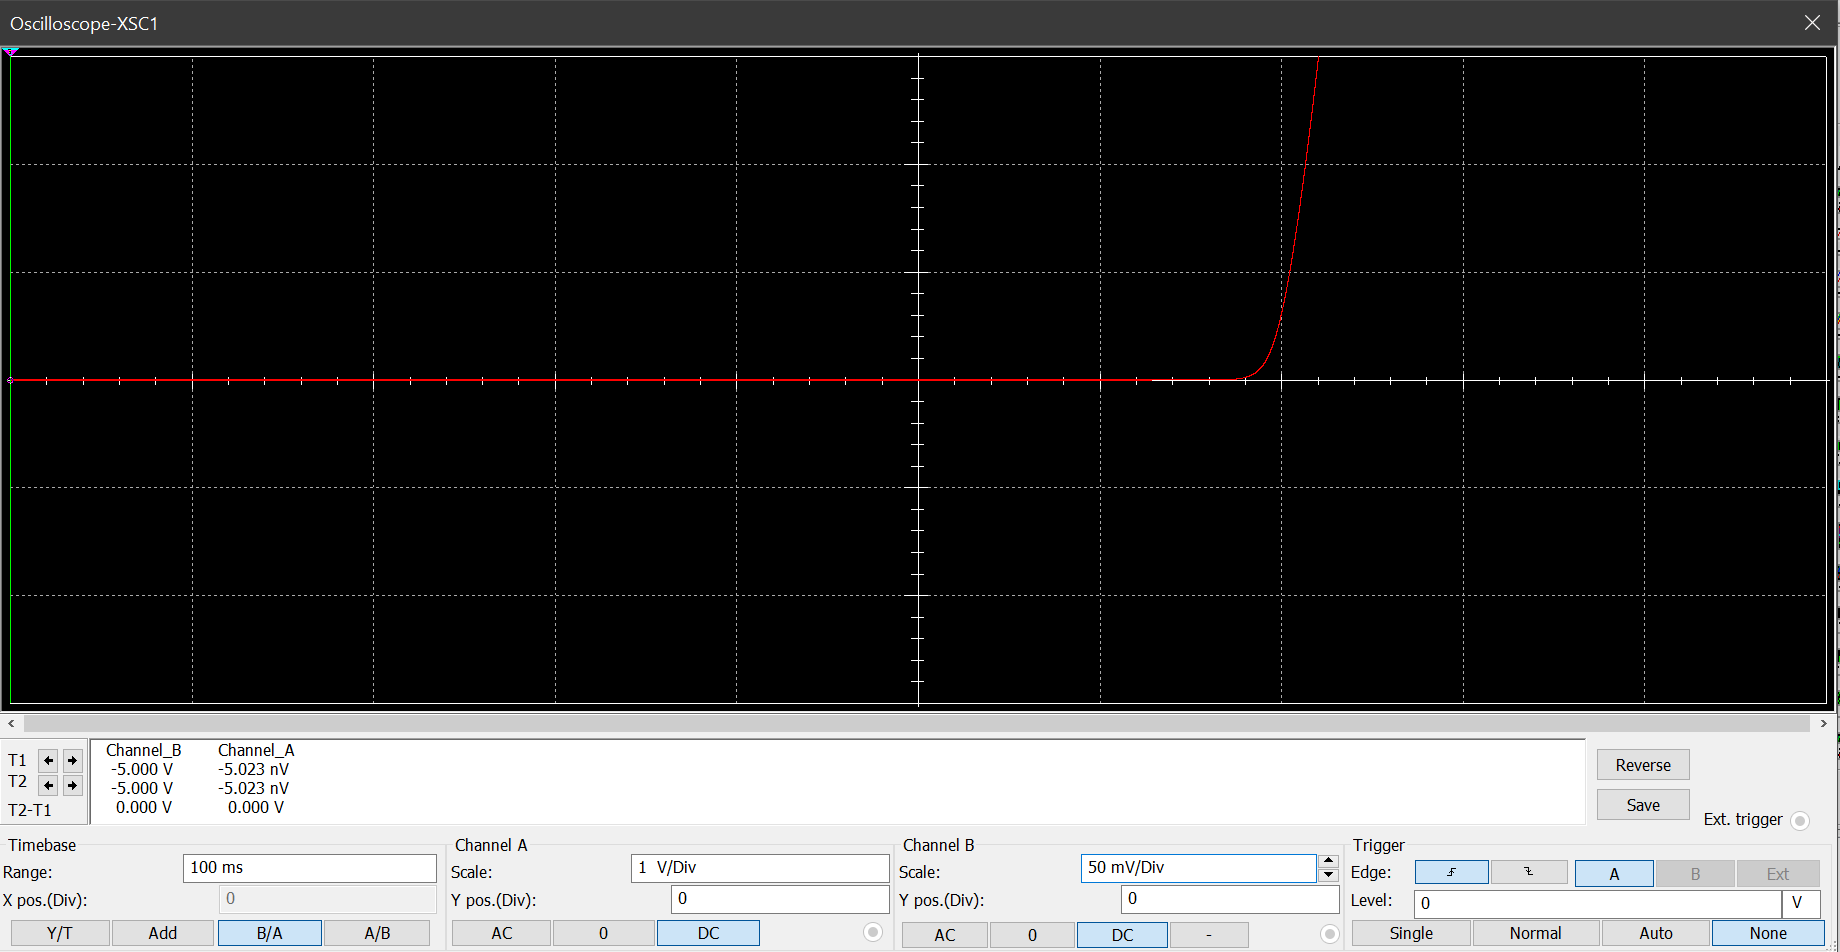 Oscilloscope-XSC1
T1
T2
T2-T1
Channel_B Channel_A
-5.000 V -5.023 nV
-5.000 V -5.023 nV
0.000 V 0.000 V
Reverse
Save
Ext. trigger
Timebase
Range: 100 ms
X pos.(Div): 0
Y/T Add B/A A/B
Channel A
Scale: 1 V/Div
Y pos.(Div): 0
AC 0 DC
Channel B
Scale: 50 mV/Div
Y pos.(Div): 0
AC 0 DC -
Trigger
Edge: A B Ext
Level: 0 V
Single Normal Auto None